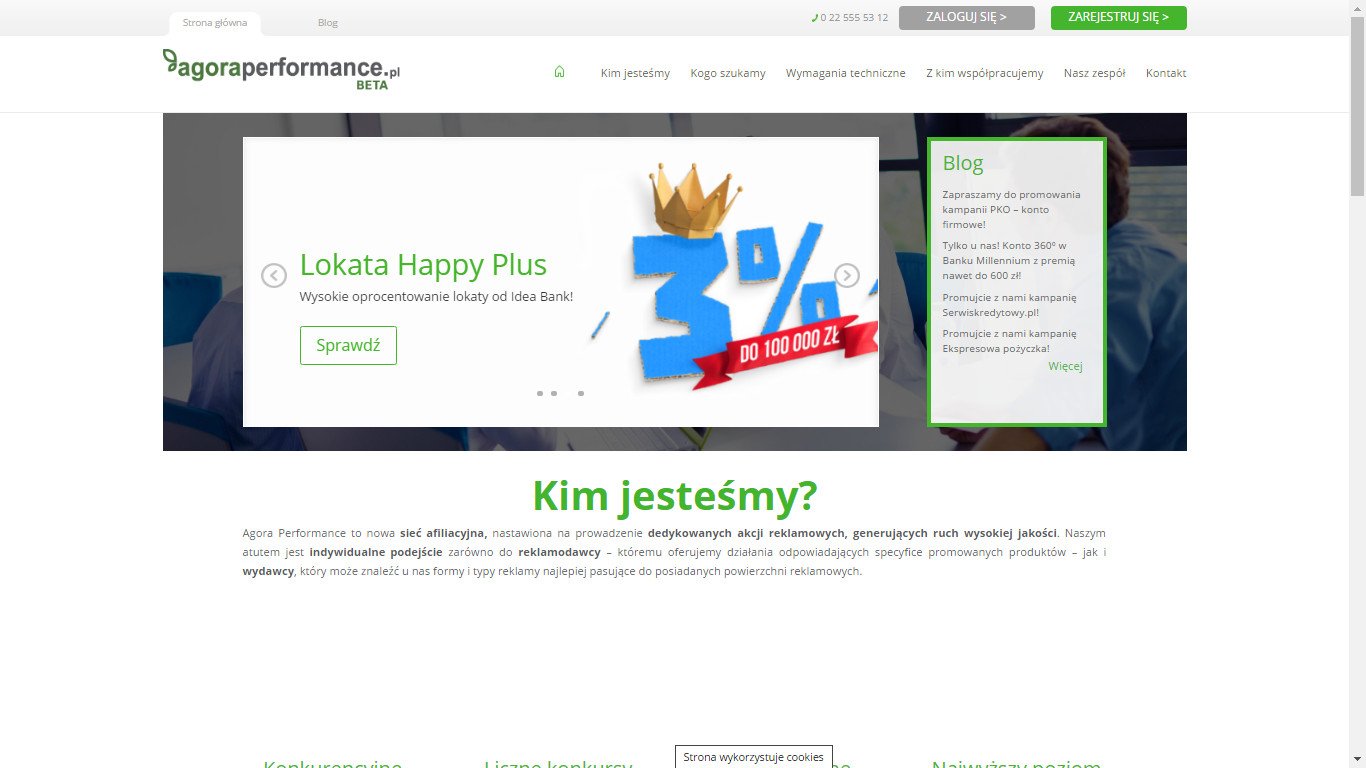 Strona główna
Blog
0 22 555 53 12
ZALOGUJ SIĘ >
ZAREJESTRUJ SIĘ >
agoraperformance.pl
BETA
Kim jesteśmy
Kogo szukamy
Wymagania techniczne
Z kim współpracujemy
Nasz zespół
Kontakt
Lokata Happy Plus
Wysokie oprocentowanie lokaty od Idea Bank!
Sprawdź
3%
DO 100 000 ZŁ
Blog
Zapraszamy do promowania
kampanii PKO – konto
firmowe!
Tylko u nas! Konto 360° w
Banku Millennium z premią
nawet do 600 zł!
Promujcie z nami kampanię
Serwiskredytowy.pl!
Promujcie z nami kampanię
Ekspresowa pożyczka!
Więcej
Kim jesteśmy?
Agora Performance to nowa sieć afiliacyjna, nastawiona na prowadzenie dedykowanych akcji reklamowych, generujących ruch wysokiej jakości. Naszym
atutem jest indywidualne podejście zarówno do reklamodawcy – któremu oferujemy działania odpowiadających specyfice promowanych produktów – jak i
wydawcy, który może znaleźć u nas formy i typy reklamy najlepiej pasujące do posiadanych powierzchni reklamowych.
Konkurencyjne
Liczne konkursy
Najwyższy poziom
Strona wykorzystuje cookies